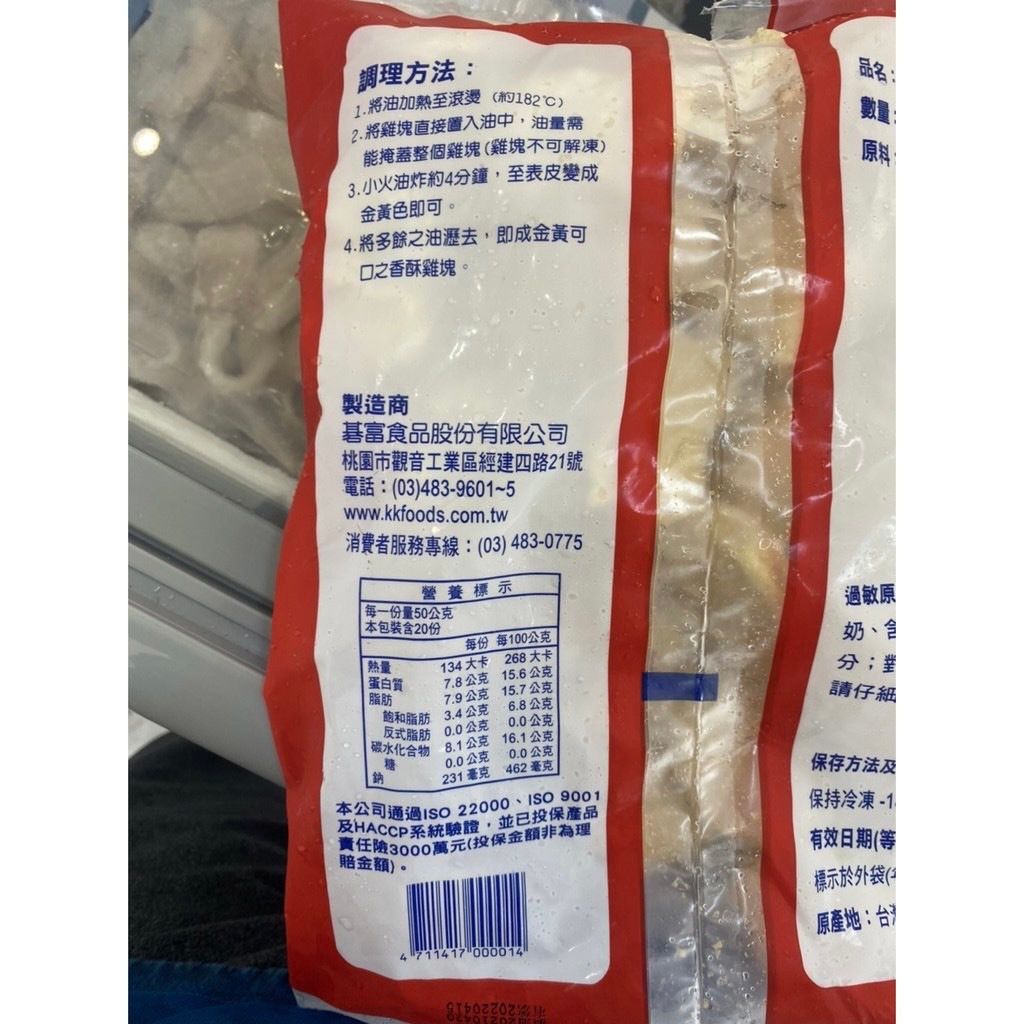 調理方法：
1.將油加熱至滾燙 (約182℃)
2.將雞塊直接置入油中，油量需
能掩蓋整個雞塊(雞塊不可解凍)
3.小火油炸約4分鐘，至表皮變成
金黃色即可。
4.將多餘之油瀝去，即成金黃可
口之香酥雞塊。
製造商
碁富食品股份有限公司
桃園市觀音工業區經建四路21號
電話：(03)483-9601~5
www.kkfoods.com.tw
消費者服務專線：(03) 483-0775
營養標示
每一份量50公克
本包裝含20份
每份 每100公克
熱量 134 大卡 268 大卡
蛋白質 7.8 公克 15.6 公克
脂肪 7.9 公克 15.7 公克
飽和脂肪 3.4 公克 6.8 公克
反式脂肪 0.0 公克 0.0 公克
碳水化合物 8.1 公克 16.1 公克
糖 0.0 公克 0.0 公克
鈉 231 毫克 462 毫克
本公司通過ISO 22000、ISO 9001
及HACCP系統驗證，並已投保產品
責任險3000萬元(投保金額非為理
賠金額)。
4 711417 000014
品名:
數量:
原料
過敏原
奶、含
分；對
請仔細
保存方法及
保持冷凍 -1
有效日期(等
標示於外袋(
原產地：台